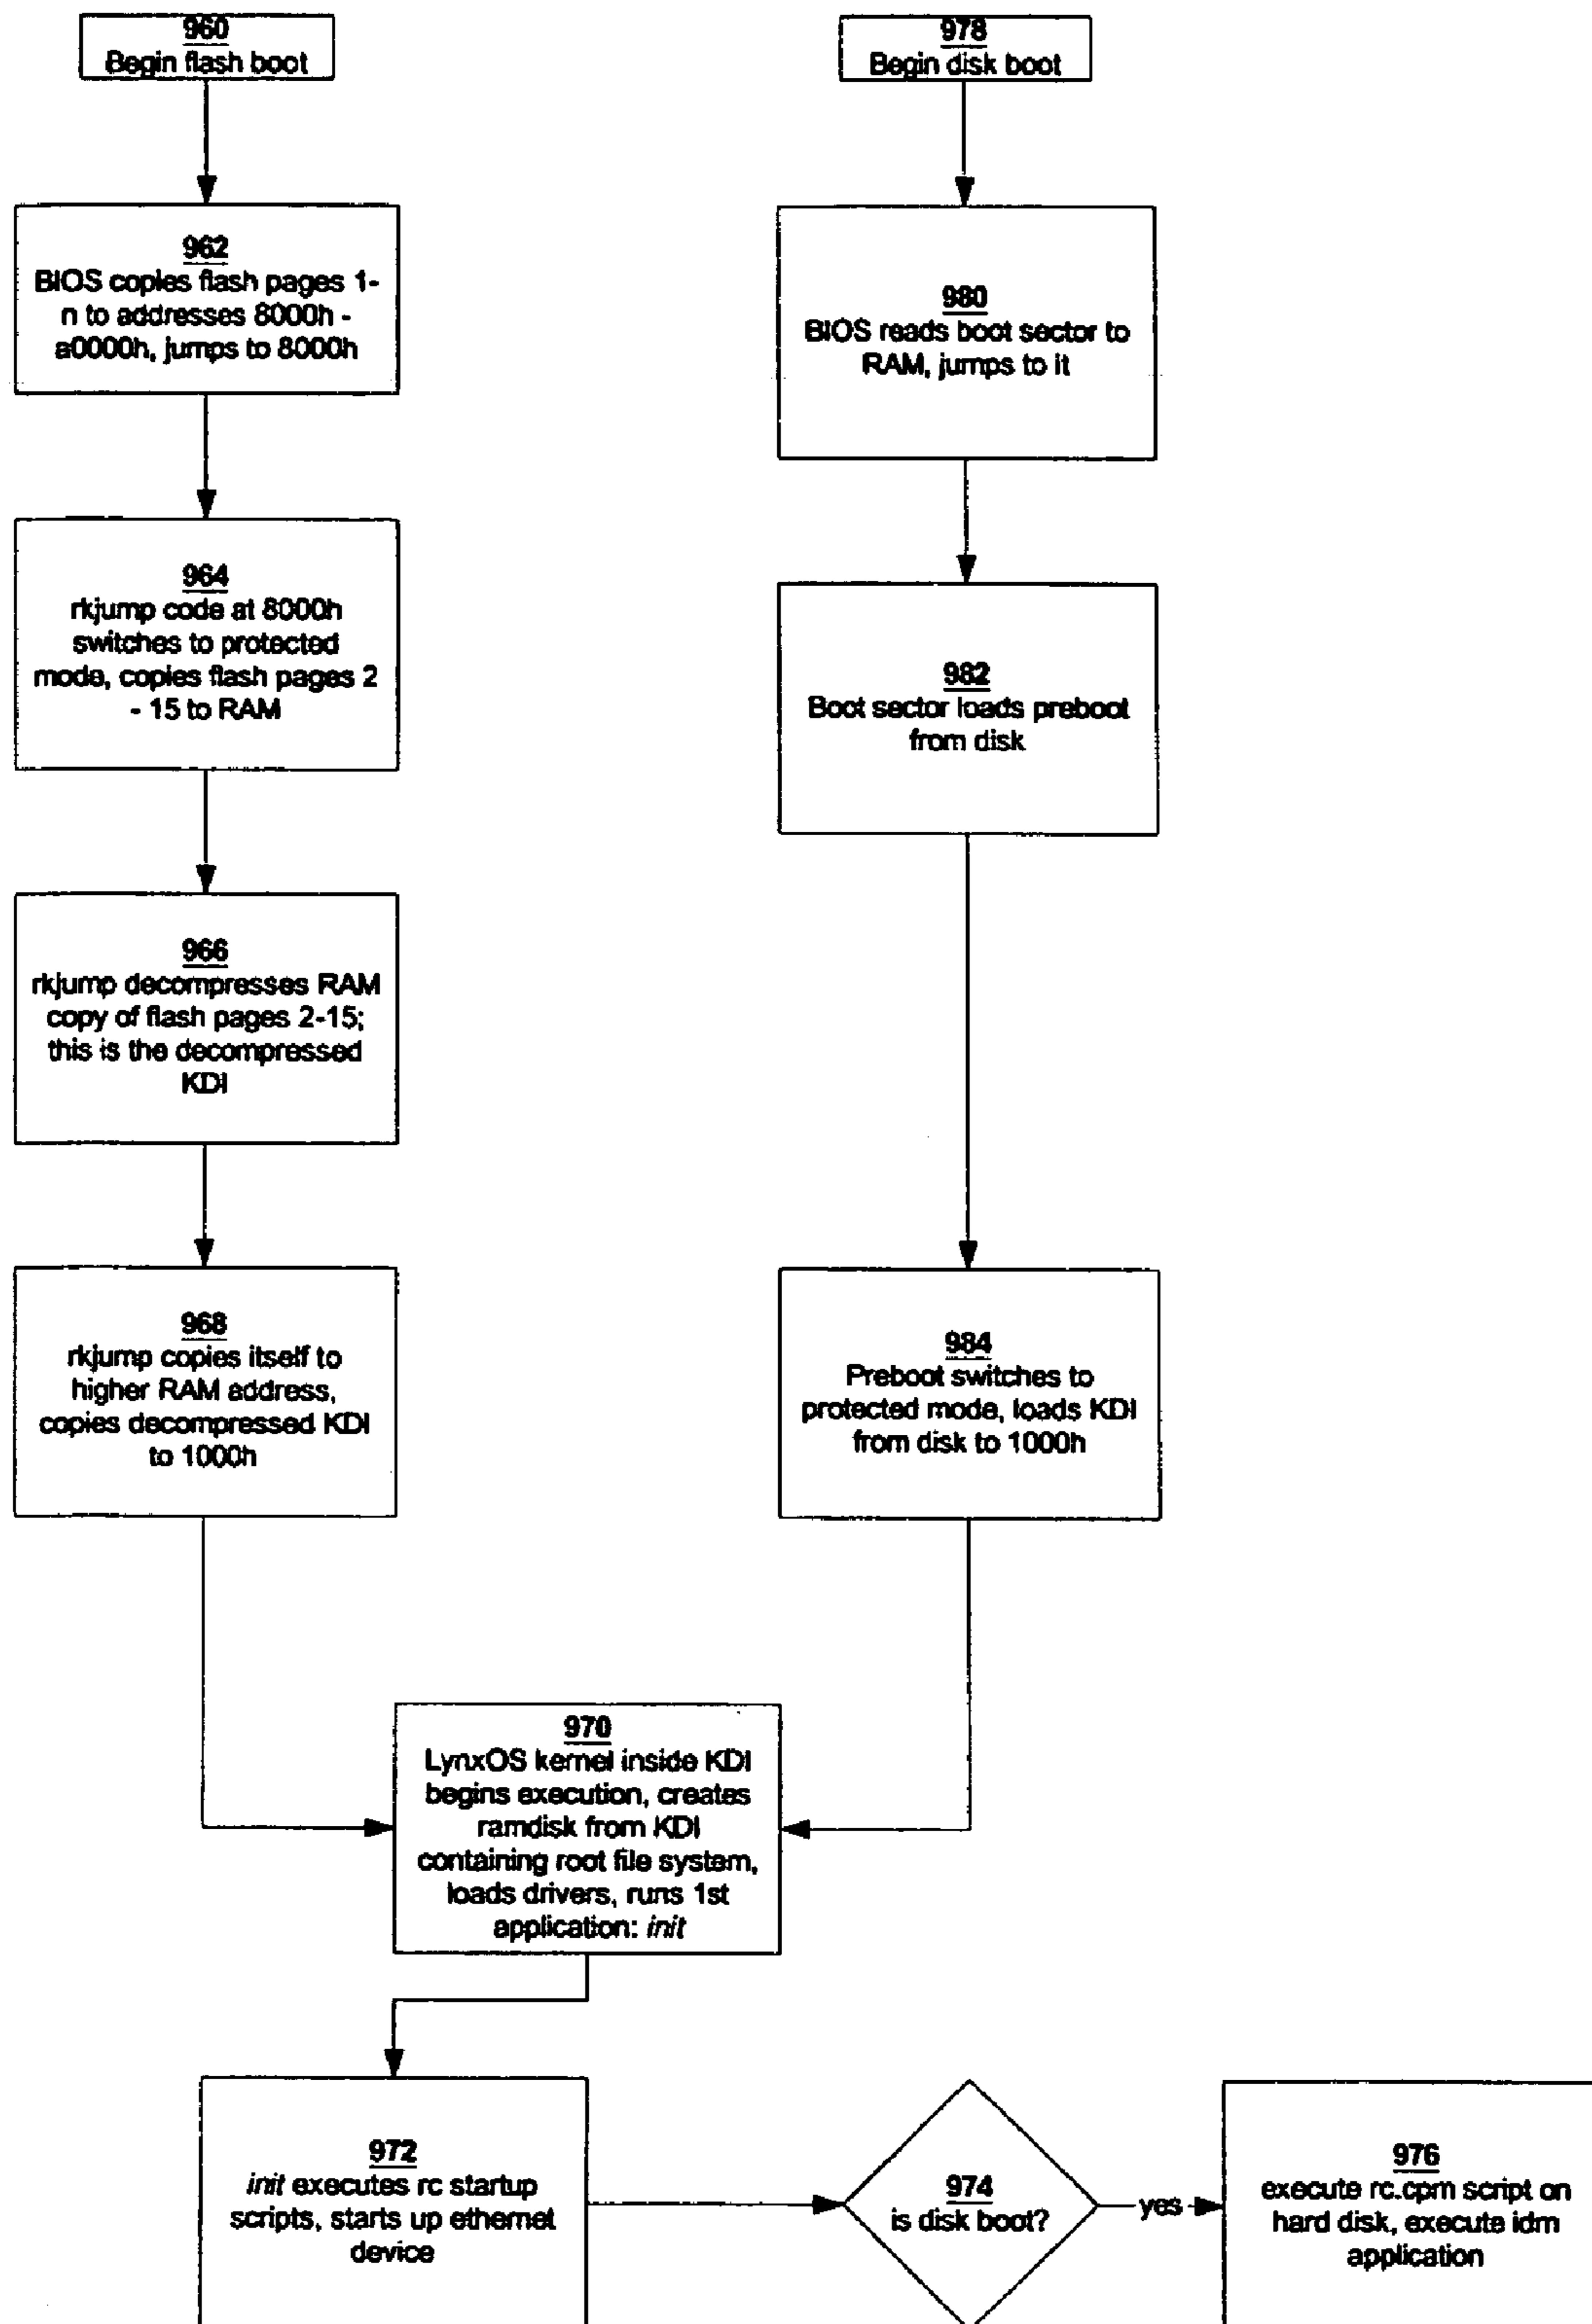 960
Begin flash boot
962
BIOS copies flash pages 1-
n to addresses 8000h -
a0000h, jumps to 8000h
964
rkjump code at 8000h
switches to protected
mode, copies flash pages 2
- 15 to RAM
966
rkjump decompresses RAM
copy of flash pages 2-15;
this is the decompressed
KDI
968
rkjump copies itself to
higher RAM address,
copies decompressed KDI
to 1000h
978
Begin disk boot
980
BIOS reads boot sector to
RAM, jumps to it
982
Boot sector loads preboot
from disk
984
Preboot switches to
protected mode, loads KDI
from disk to 1000h
970
LynxOS kernel inside KDI
begins execution, creates
ramdisk from KDI
containing root file system,
loads drivers, runs 1st
application: init
972
init executes rc startup
scripts, starts up ethernet
device
974
is disk boot?
yes
976
execute rc.cpm script on
hard disk, execute idm
application